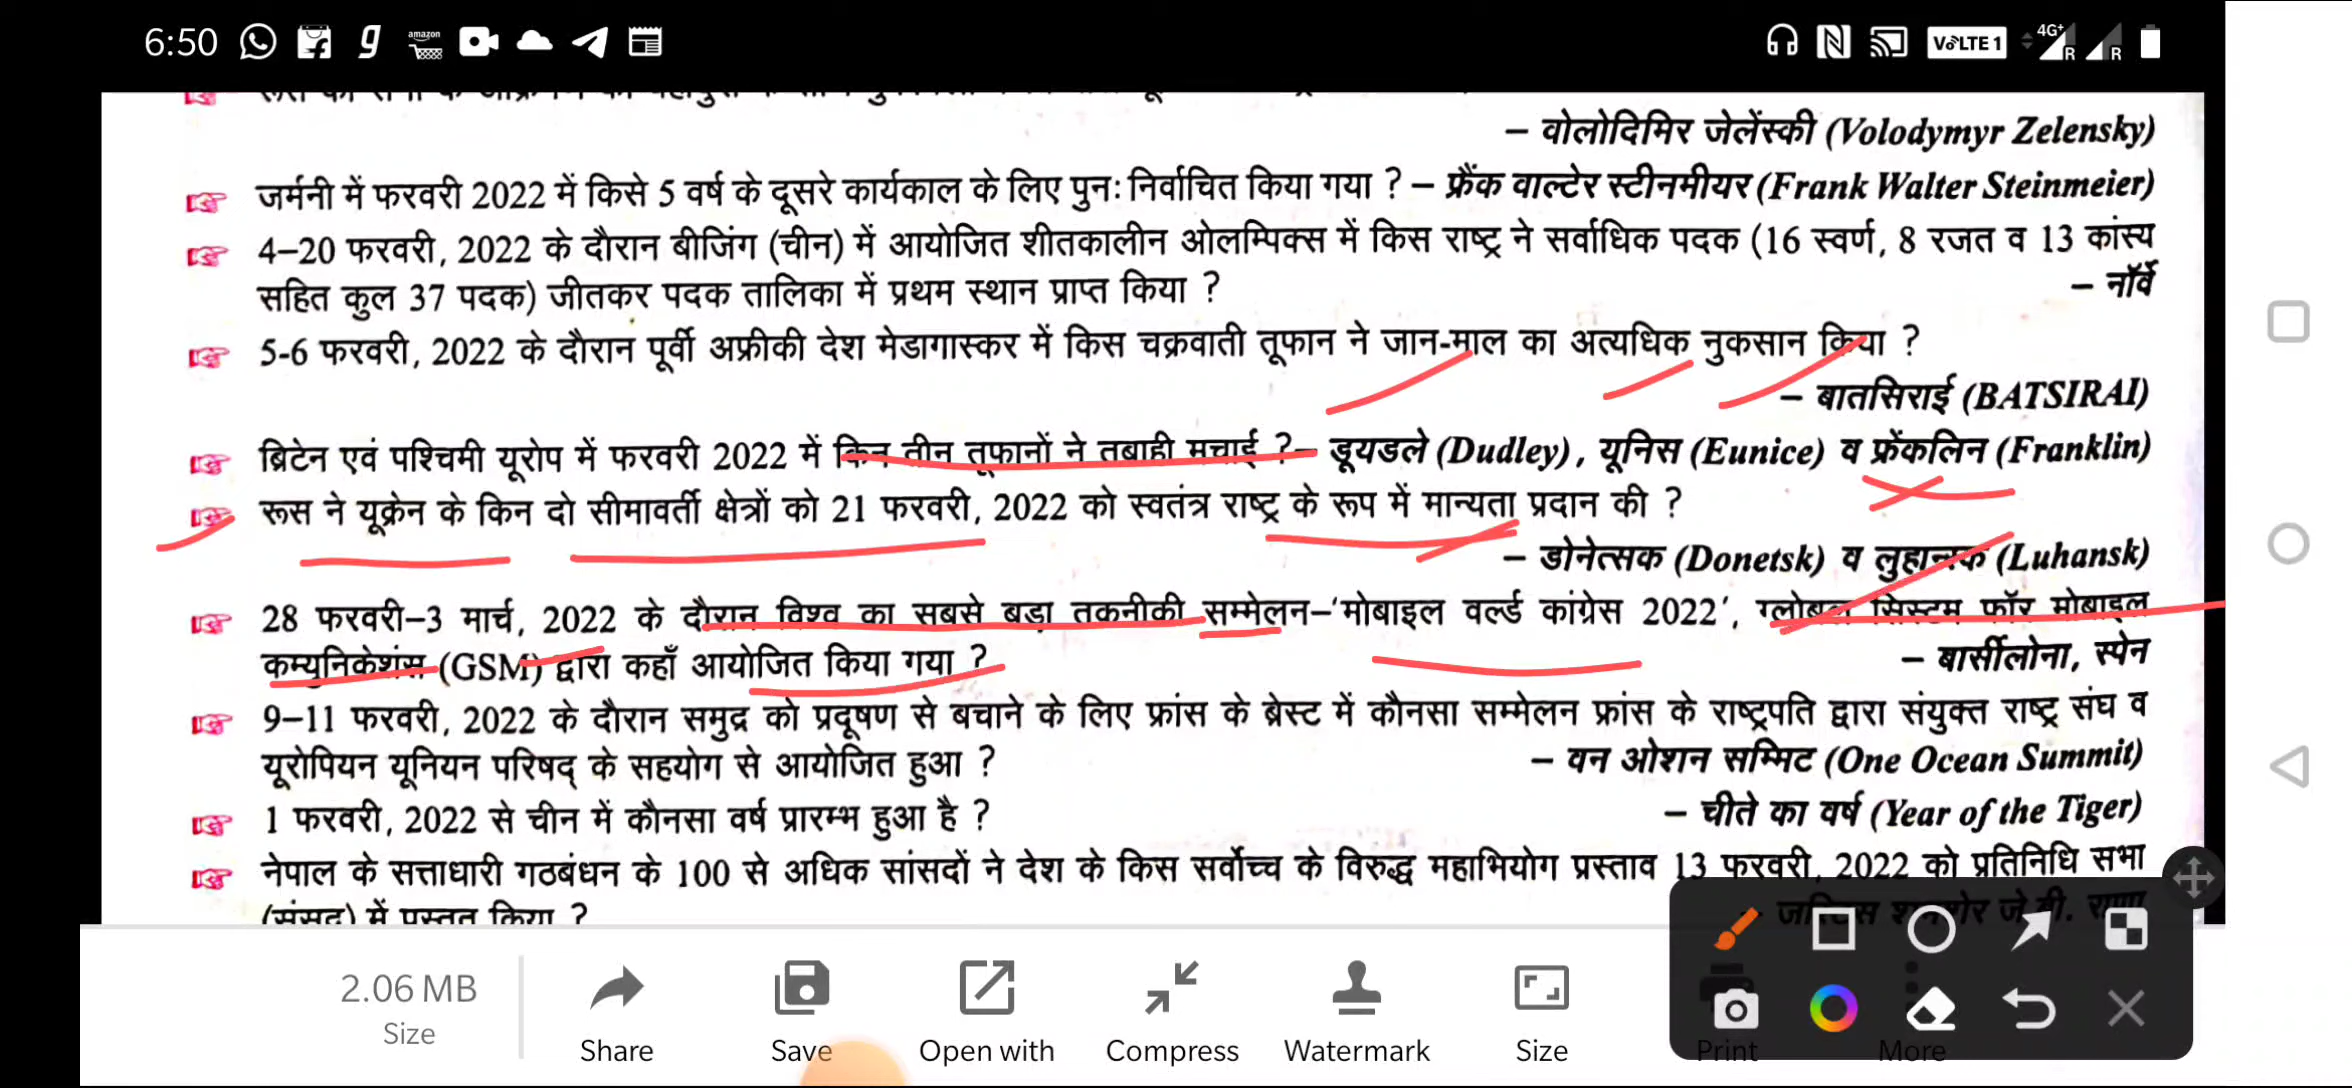 6:50 amazon VoLTE 1 4G+ R R
– वोलोदिमिर जेलेंस्की (Volodymyr Zelensky)
जर्मनी में फरवरी 2022 में किसे 5 वर्ष के दूसरे कार्यकाल के लिए पुनः निर्वाचित किया गया ? – फ्रैंक वाल्टेर स्टीनमीयर (Frank Walter Steinmeier)
4–20 फरवरी, 2022 के दौरान बीजिंग (चीन) में आयोजित शीतकालीन ओलम्पिक्स में किस राष्ट्र ने सर्वाधिक पदक (16 स्वर्ण, 8 रजत व 13 कांस्य
सहित कुल 37 पदक) जीतकर पदक तालिका में प्रथम स्थान प्राप्त किया ? – नॉर्वे
5-6 फरवरी, 2022 के दौरान पूर्वी अफ्रीकी देश मेडागास्कर में किस चक्रवाती तूफान ने जान-माल का अत्यधिक नुकसान किया ?
– बातसिराई (BATSIRAI)
ब्रिटेन एवं पश्चिमी यूरोप में फरवरी 2022 में किन तीन तूफानों ने तबाही मचाई ?– डूयडले (Dudley), यूनिस (Eunice) व फ्रेंकलिन (Franklin)
रूस ने यूक्रेन के किन दो सीमावर्ती क्षेत्रों को 21 फरवरी, 2022 को स्वतंत्र राष्ट्र के रूप में मान्यता प्रदान की ?
– डोनेत्सक (Donetsk) व लुहान्स्क (Luhansk)
28 फरवरी–3 मार्च, 2022 के दौरान विश्व का सबसे बड़ा तकनीकी सम्मेलन–‘मोबाइल वर्ल्ड कांग्रेस 2022’, ग्लोबल सिस्टम फॉर मोबाइल
कम्युनिकेशंस (GSM) द्वारा कहाँ आयोजित किया गया ? – बार्सीलोना, स्पेन
9–11 फरवरी, 2022 के दौरान समुद्र को प्रदूषण से बचाने के लिए फ्रांस के ब्रेस्ट में कौनसा सम्मेलन फ्रांस के राष्ट्रपति द्वारा संयुक्त राष्ट्र संघ व
यूरोपियन यूनियन परिषद् के सहयोग से आयोजित हुआ ? – वन ओशन सम्मिट (One Ocean Summit)
1 फरवरी, 2022 से चीन में कौनसा वर्ष प्रारम्भ हुआ है ? – चीते का वर्ष (Year of the Tiger)
नेपाल के सत्ताधारी गठबंधन के 100 से अधिक सांसदों ने देश के किस सर्वोच्च के विरुद्ध महाभियोग प्रस्ताव 13 फरवरी, 2022 को प्रतिनिधि सभा
(संसद) में प्रस्तुत किया ?
2.06 MB
Size Share Save Open with Compress Watermark Size Print More